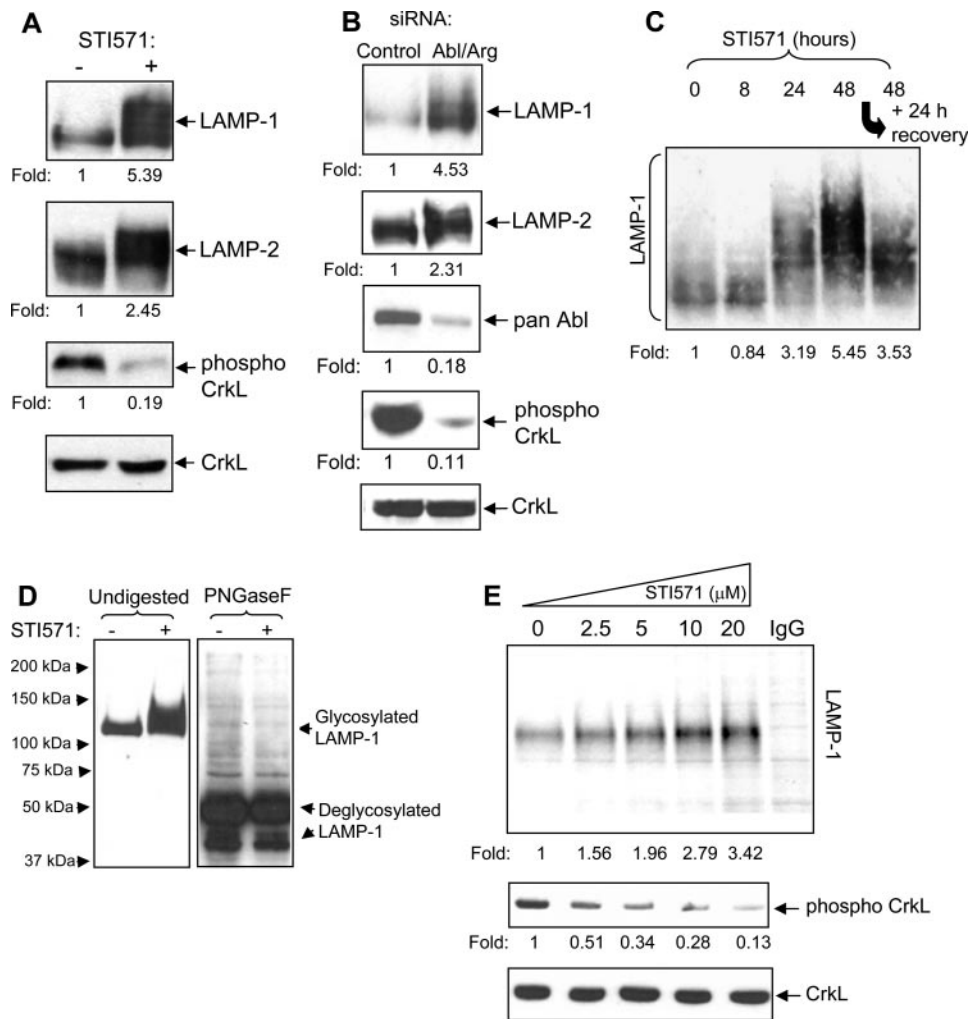 A
STI571:
- +
LAMP-1
Fold: 1 5.39
LAMP-2
Fold: 1 2.45
phospho
CrkL
Fold: 1 0.19
CrkL
B
siRNA:
Control Abl/Arg
LAMP-1
Fold: 1 4.53
LAMP-2
1 2.31
pan Abl
1 0.18
phospho
CrkL
Fold: 1 0.11
CrkL
C
STI571 (hours)
0 8 24 48 48
+ 24 h
recovery
LAMP-1
Fold: 1 0.84 3.19 5.45 3.53
D
Undigested PNGaseF
STI571: - + - +
200 kDa
150 kDa
100 kDa
75 kDa
50 kDa
37 kDa
Glycosylated
LAMP-1
Deglycosylated
LAMP-1
E
STI571 (µM)
0 2.5 5 10 20 IgG
LAMP-1
Fold: 1 1.56 1.96 2.79 3.42
phospho CrkL
Fold: 1 0.51 0.34 0.28 0.13
CrkL